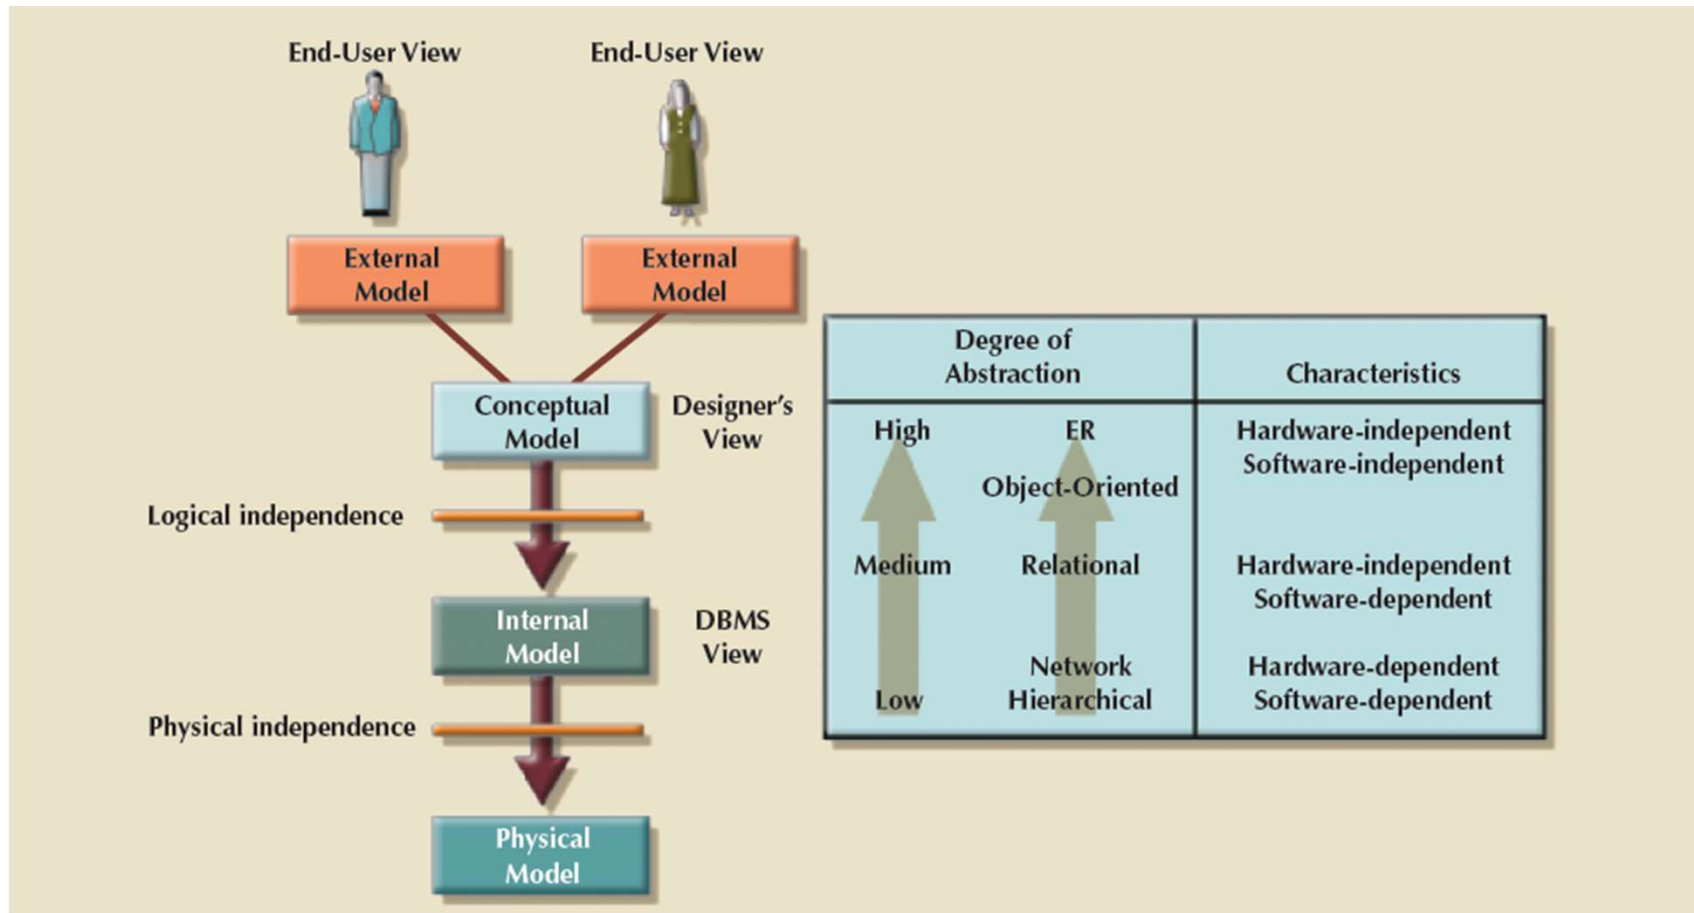 End-User View
End-User View
External
Model
External
Model
Conceptual
Model
Designer's
View
Logical independence
Internal
Model
DBMS
View
Physical independence
Physical
Model
Degree of
Abstraction
Characteristics
High
ER
Hardware-independent
Software-independent
Object-Oriented
Medium
Relational
Hardware-independent
Software-dependent
Network
Hardware-dependent
Low
Hierarchical
Software-dependent